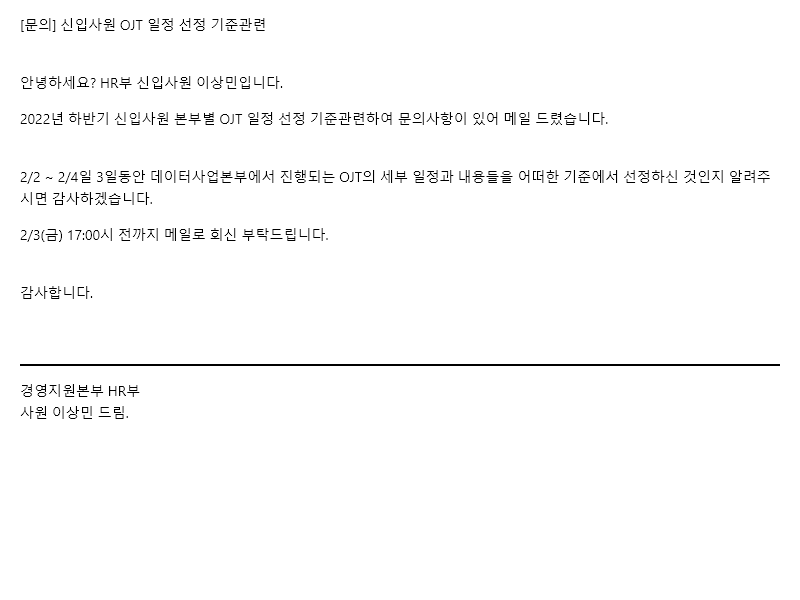 [문의] 신입사원 OJT 일정 선정 기준관련
안녕하세요? HR부 신입사원 이상민입니다.
2022년 하반기 신입사원 본부별 OJT 일정 선정 기준관련하여 문의사항이 있어 메일 드렸습니다.
2/2 ~ 2/4일 3일동안 데이터사업본부에서 진행되는 OJT의 세부 일정과 내용들을 어떠한 기준에서 선정하신 것인지 알려주
시면 감사하겠습니다.
2/3(금) 17:00시 전까지 메일로 회신 부탁드립니다.
감사합니다.
경영지원본부 HR부
사원 이상민 드림.